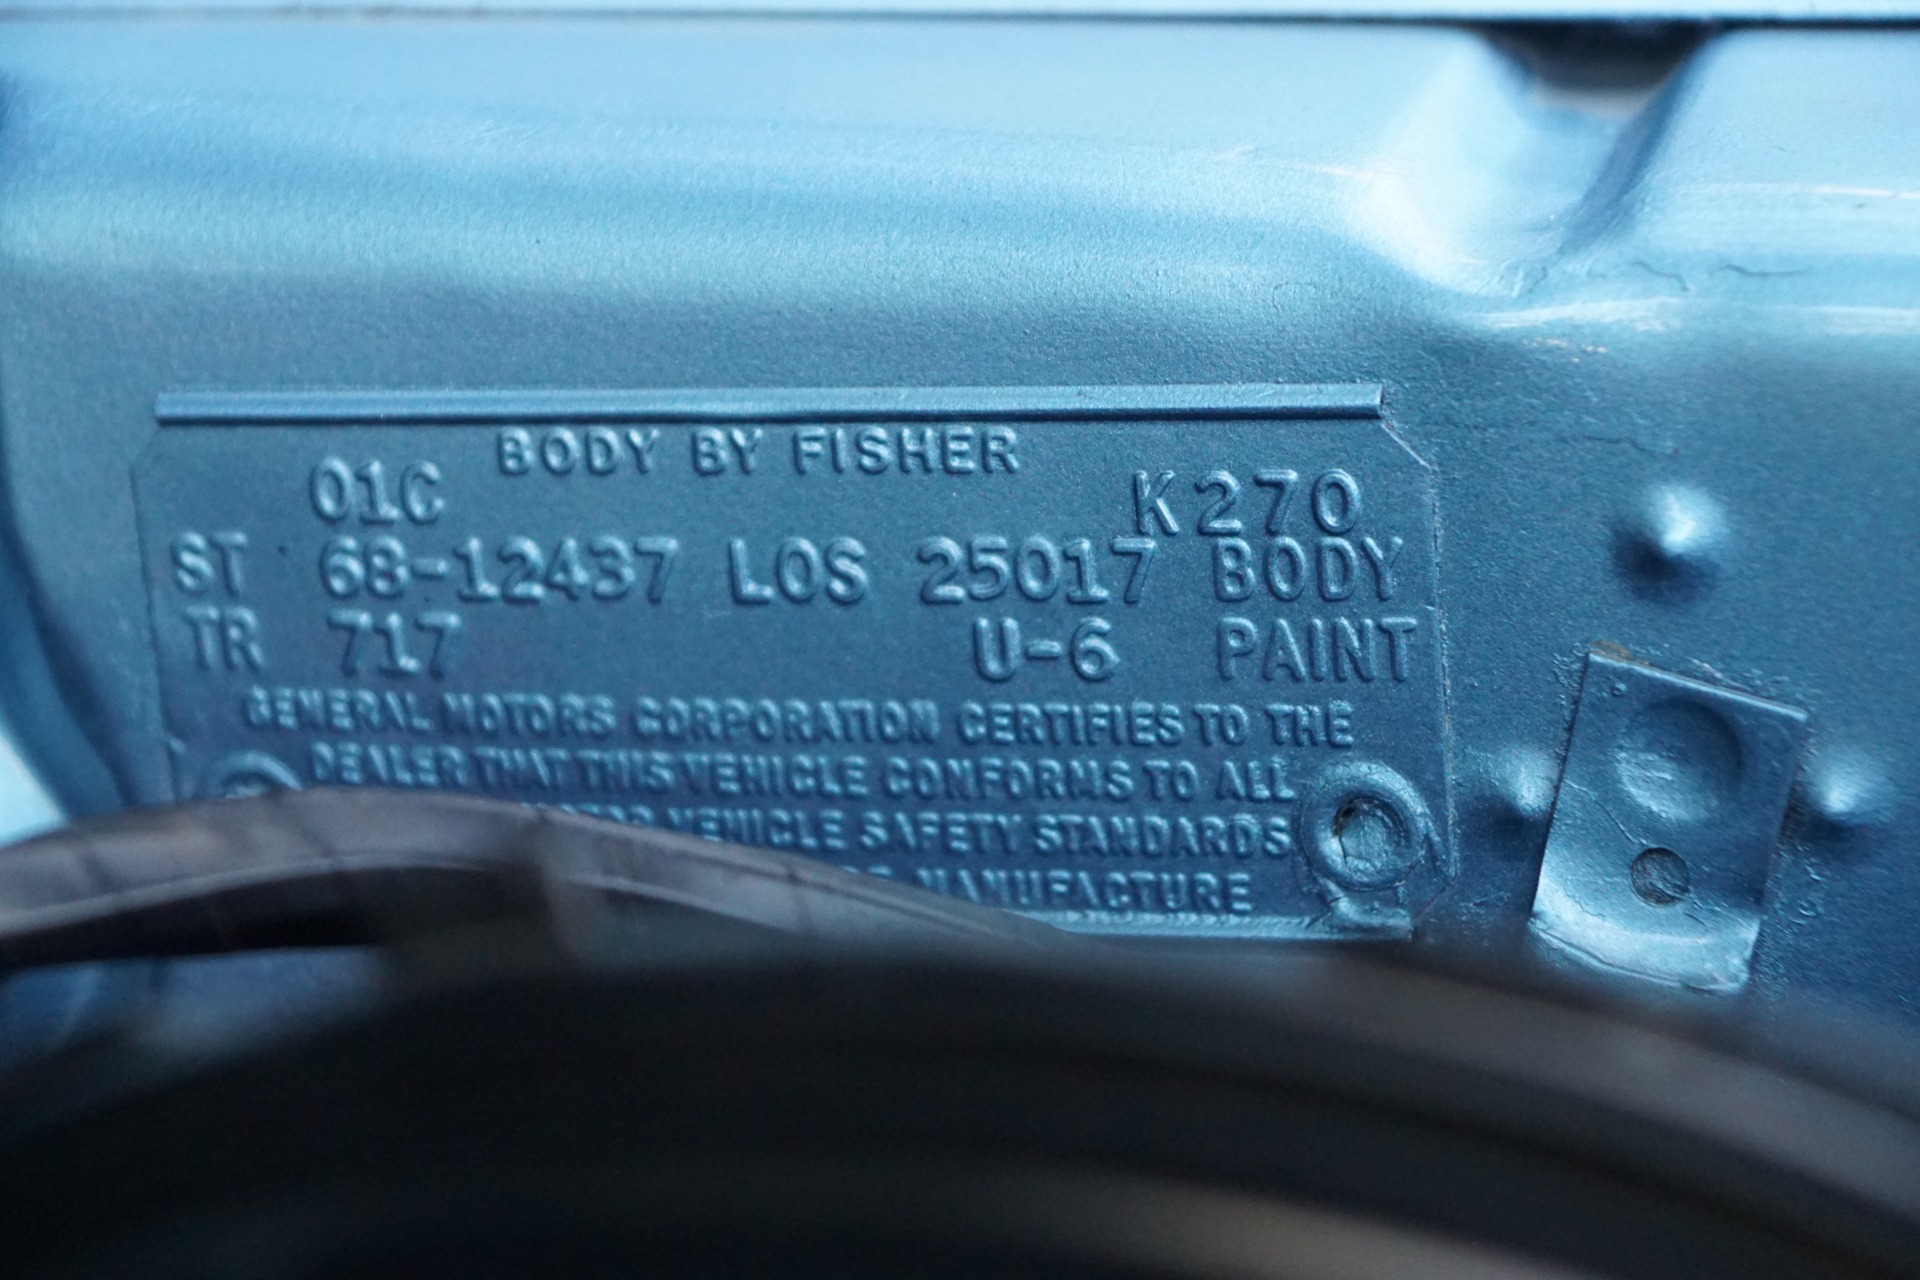 BODY BY FISHER
01C K270
ST 68-12437 LOS 25017 BODY
TR 717 U-6 PAINT
GENERAL MOTORS CORPORATION CERTIFIES TO THE
DEALER THAT THIS VEHICLE CONFORMS TO ALL
MOTOR VEHICLE SAFETY STANDARDS
MANUFACTURE